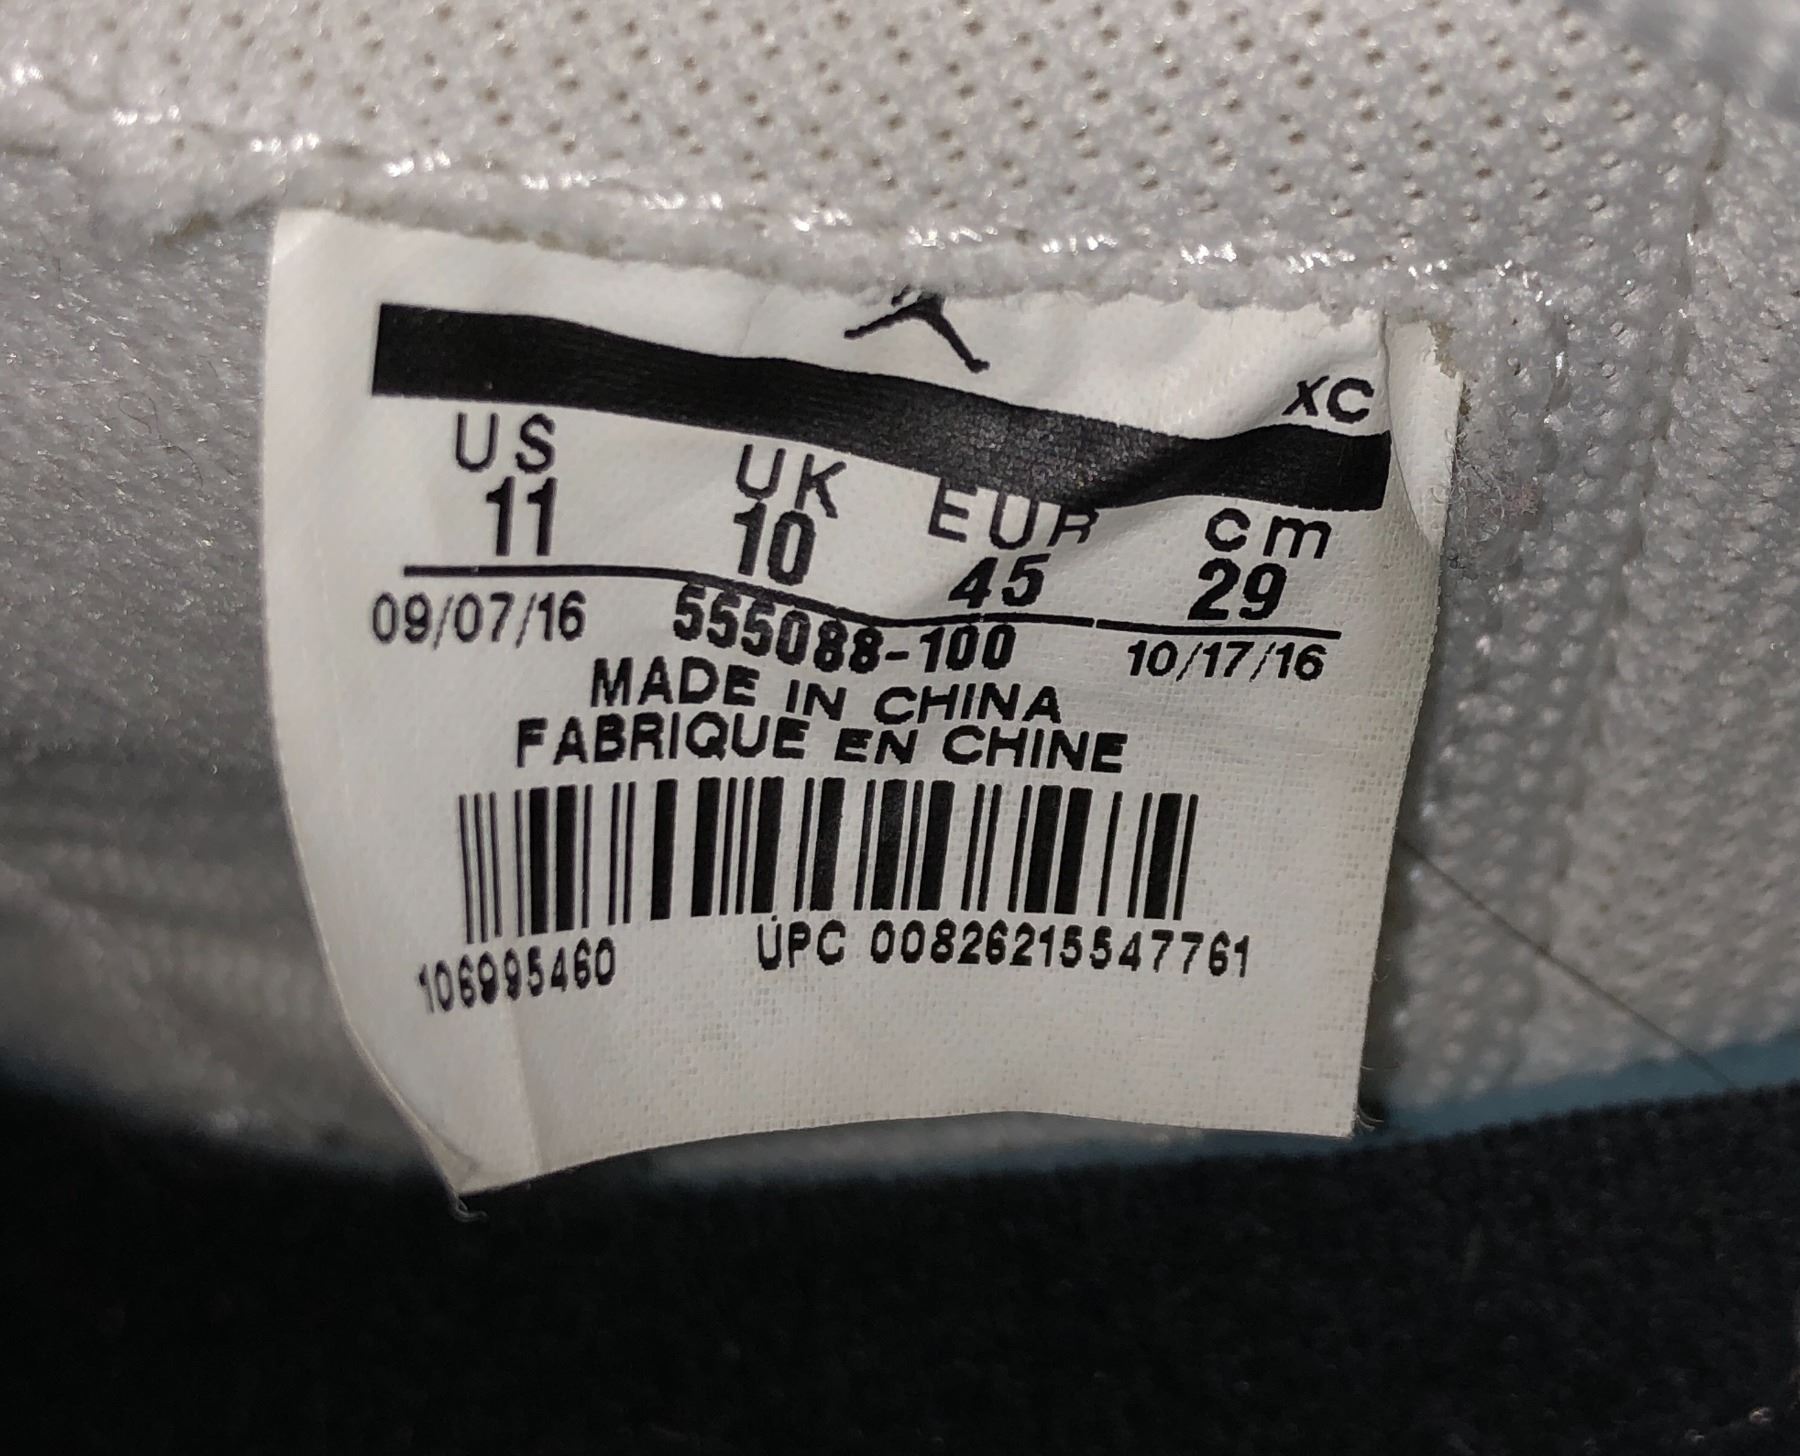 XC
US UK EUR cm
11 10 45 29
09/07/16 555088-100 10/17/16
MADE IN CHINA
FABRIQUE EN CHINE
106995460 UPC 00826215547761